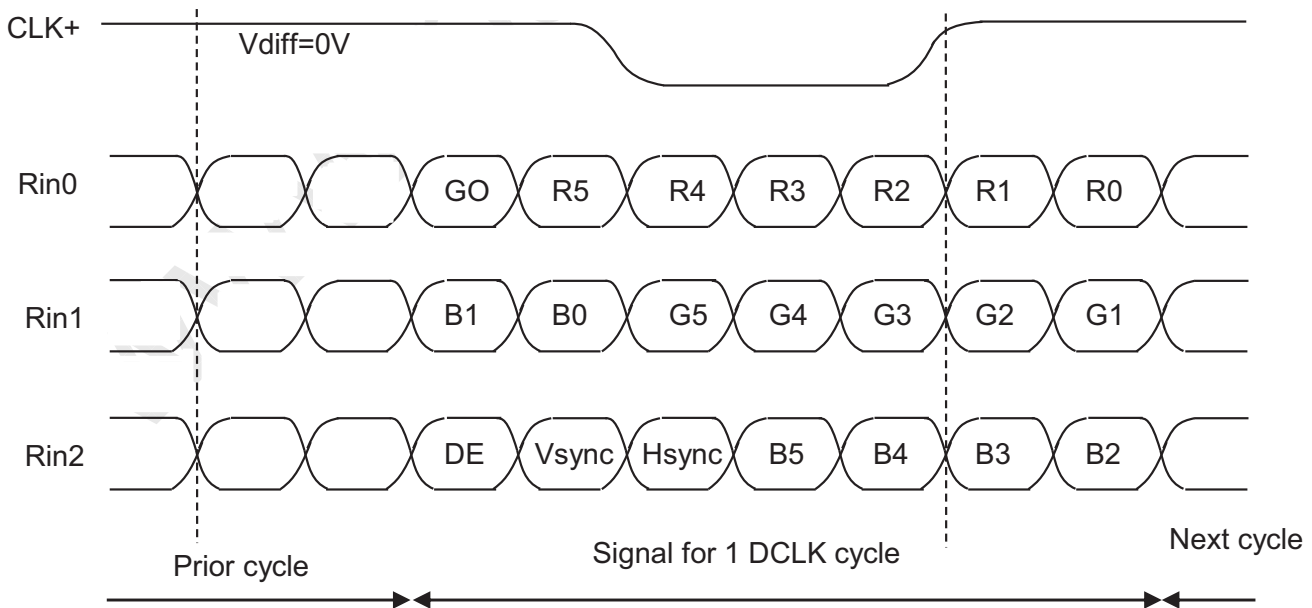 CLK+
Vdiff=0V
Rin0 GO R5 R4 R3 R2 R1 R0
Rin1 B1 B0 G5 G4 G3 G2 G1
Rin2 DE Vsync Hsync B5 B4 B3 B2
Prior cycle Signal for 1 DCLK cycle Next cycle